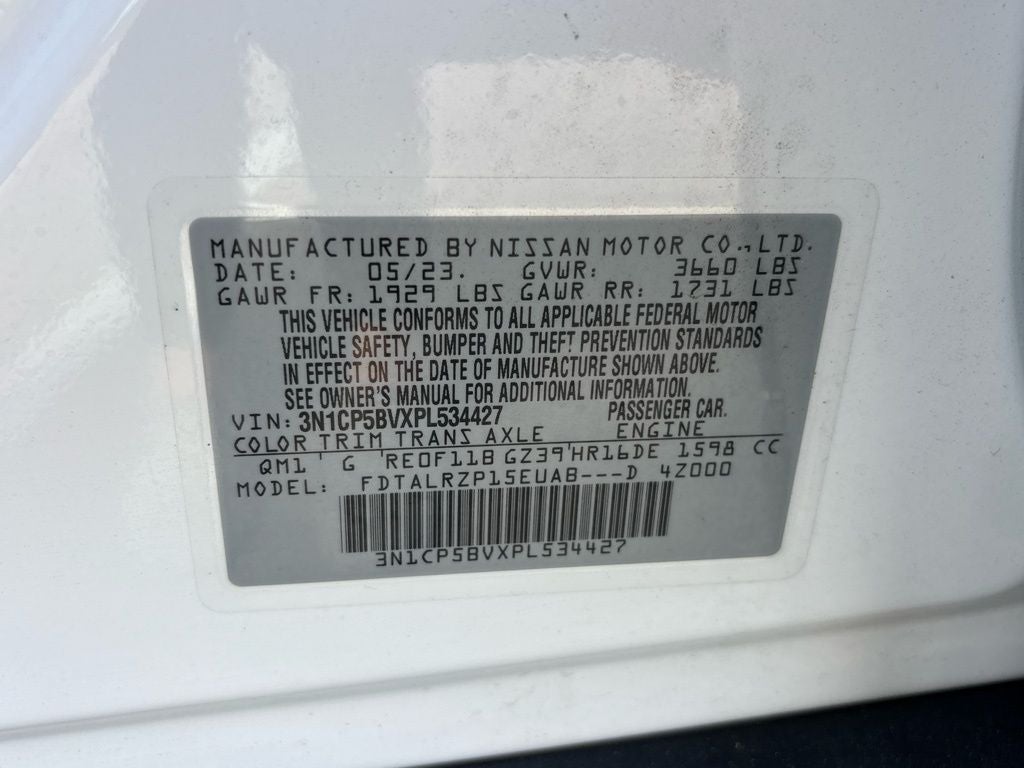 MANUFACTURED BY NISSAN MOTOR CO.,LTD.
DATE: 05/23. GVWR: 3660 LBS
GAWR FR: 1929 LBS GAWR RR: 1731 LBS
THIS VEHICLE CONFORMS TO ALL APPLICABLE FEDERAL MOTOR
VEHICLE SAFETY, BUMPER AND THEFT PREVENTION STANDARDS
IN EFFECT ON THE DATE OF MANUFACTURE SHOWN ABOVE.
SEE OWNER'S MANUAL FOR ADDITIONAL INFORMATION.
VIN: 3N1CP5BVXPL534427 PASSENGER CAR.
COLOR TRIM TRANS AXLE ENGINE
QM1 ' G 'RE0F11B GZ39'HR16DE 1598 CC
MODEL: FDTALRZP15EUAB---D 4Z000
3N1CP5BVXPL534427